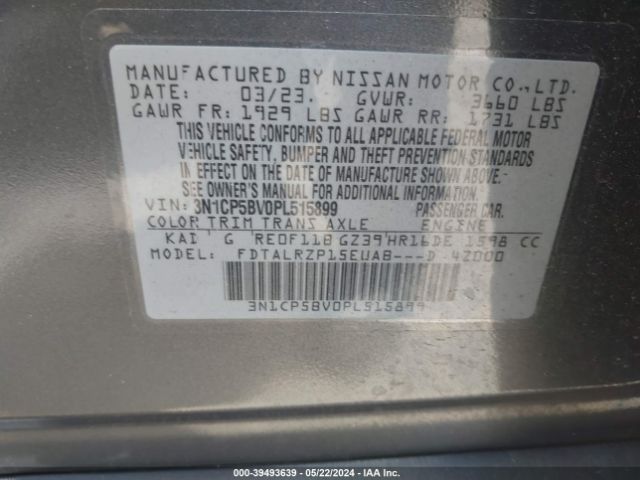 MANUFACTURED BY NISSAN MOTOR CO.,LTD.
DATE: 03/23. GVWR: 3660 LBS
GAWR FR: 1929 LBS GAWR RR: 1731 LBS
THIS VEHICLE CONFORMS TO ALL APPLICABLE FEDERAL MOTOR
VEHICLE SAFETY, BUMPER AND THEFT PREVENTION STANDARDS
IN EFFECT ON THE DATE OF MANUFACTURE SHOWN ABOVE.
SEE OWNER'S MANUAL FOR ADDITIONAL INFORMATION.
VIN: 3N1CP5BV0PL515899 PASSENGER CAR.
COLOR TRIM TRANS AXLE ENGINE
KAD G RE0F11B GZ39 HR16DE 1598 CC
MODEL: FDTALRZP15EUAB---D 4Z000
3N1CP5BV0PL515899
000-39493639 - 05/22/2024 - IAA Inc.